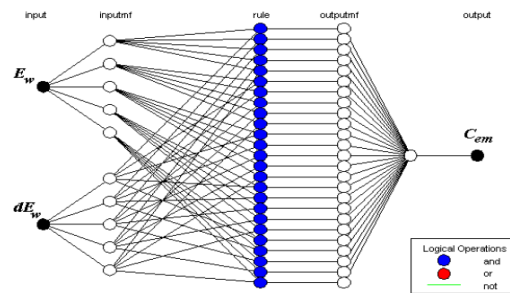 input inputmf rule outputmf output
E_w
C_em
dE_w
Logical Operations
and
or
not